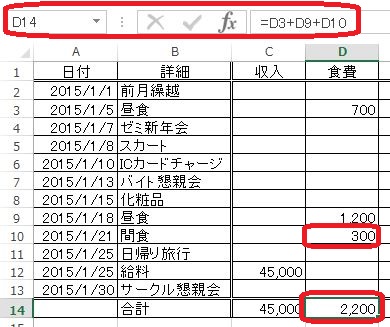 D14 =D3+D9+D10
A B C D
1 日付 詳細 収入 食費
2 2015/1/1 前月繰越
3 2015/1/5 昼食 700
4 2015/1/7 ゼミ新年会
5 2015/1/8 スカート
6 2015/1/10 ICカードチャージ
7 2015/1/13 バイト懇親会
8 2015/1/15 化粧品
9 2015/1/18 昼食 1,200
10 2015/1/21 間食 300
11 2015/1/25 日帰り旅行
12 2015/1/25 給料 45,000
13 2015/1/30 サークル懇親会
14 合計 45,000 2,200